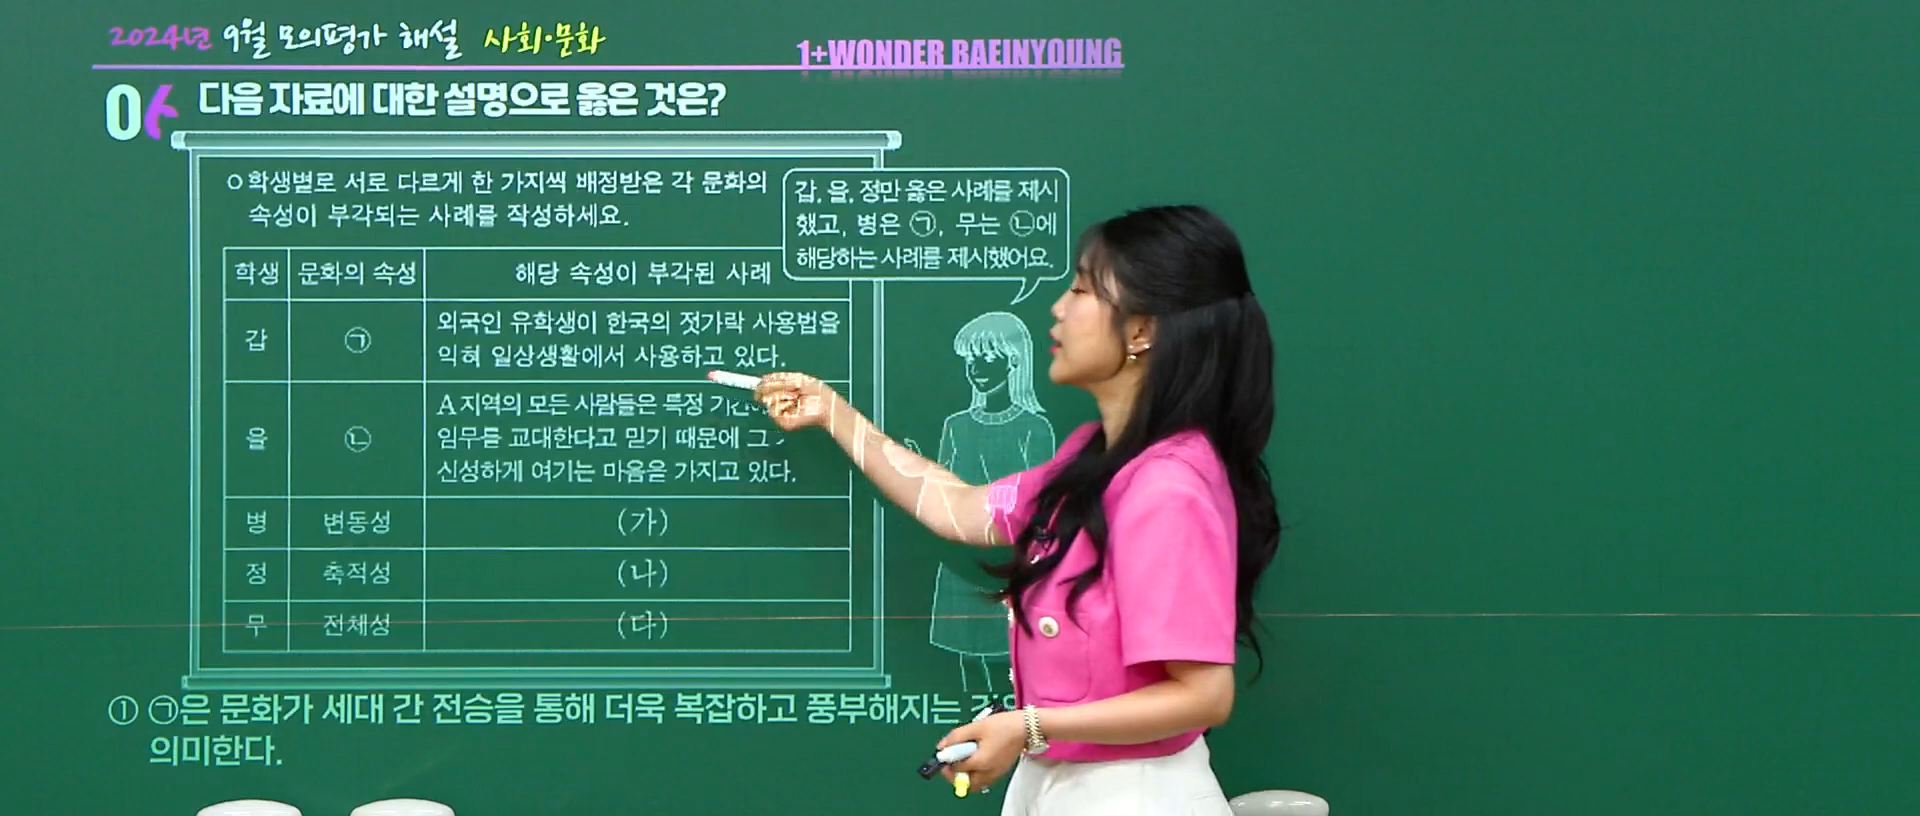 2024년 9월 모의평가 해설 사회·문화
1+WONDER BAEINYOUNG
다음 자료에 대한 설명으로 옳은 것은?
○ 학생별로 서로 다르게 한 가지씩 배정받은 각 문화의
속성이 부각되는 사례를 작성하세요.
갑, 을, 정만 옳은 사례를 제시
했고, 병은 ㉠, 무는 ㉡에
해당하는 사례를 제시했어요.
학생 문화의 속성 해당 속성이 부각된 사례
갑 ㉠ 외국인 유학생이 한국의 젓가락 사용법을
익혀 일상생활에서 사용하고 있다.
을 ㉡ A 지역의 모든 사람들은 특정
임무를 교대한다고 믿기 때문에 그
신성하게 여기는 마음을 가지고 있다.
병 변동성 (가)
정 축적성 (나)
무 전체성 (다)
① ㉠은 문화가 세대 간 전승을 통해 더욱 복잡하고 풍부해지는
의미한다.